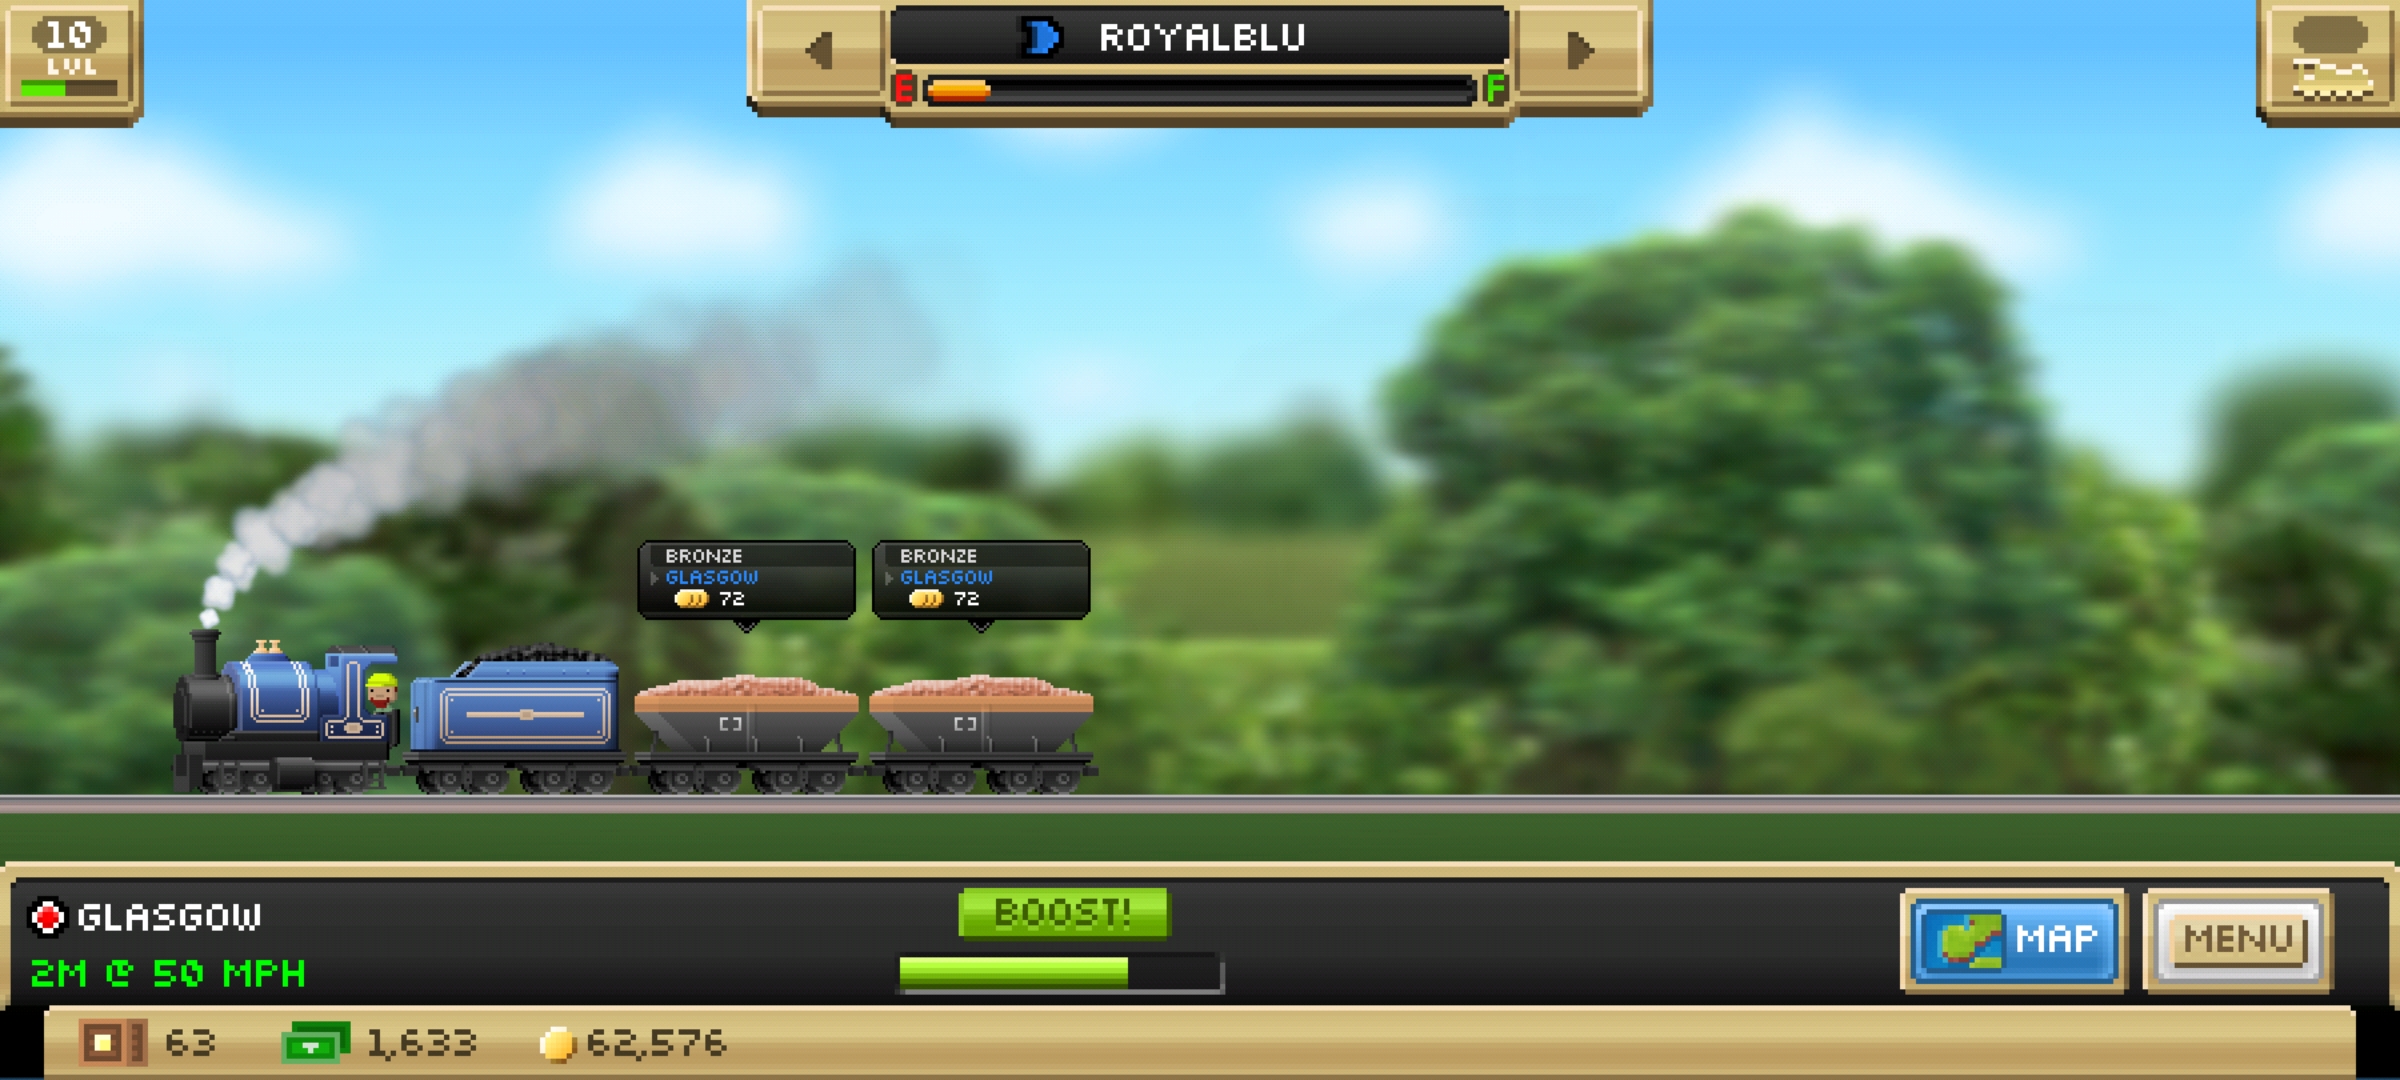 10
LVL
ROYALBLU
E F
BRONZE
GLASGOW
72
BRONZE
GLASGOW
72
GLASGOW
2M @ 50 MPH
BOOST!
MAP
MENU
63 1,633 62,576